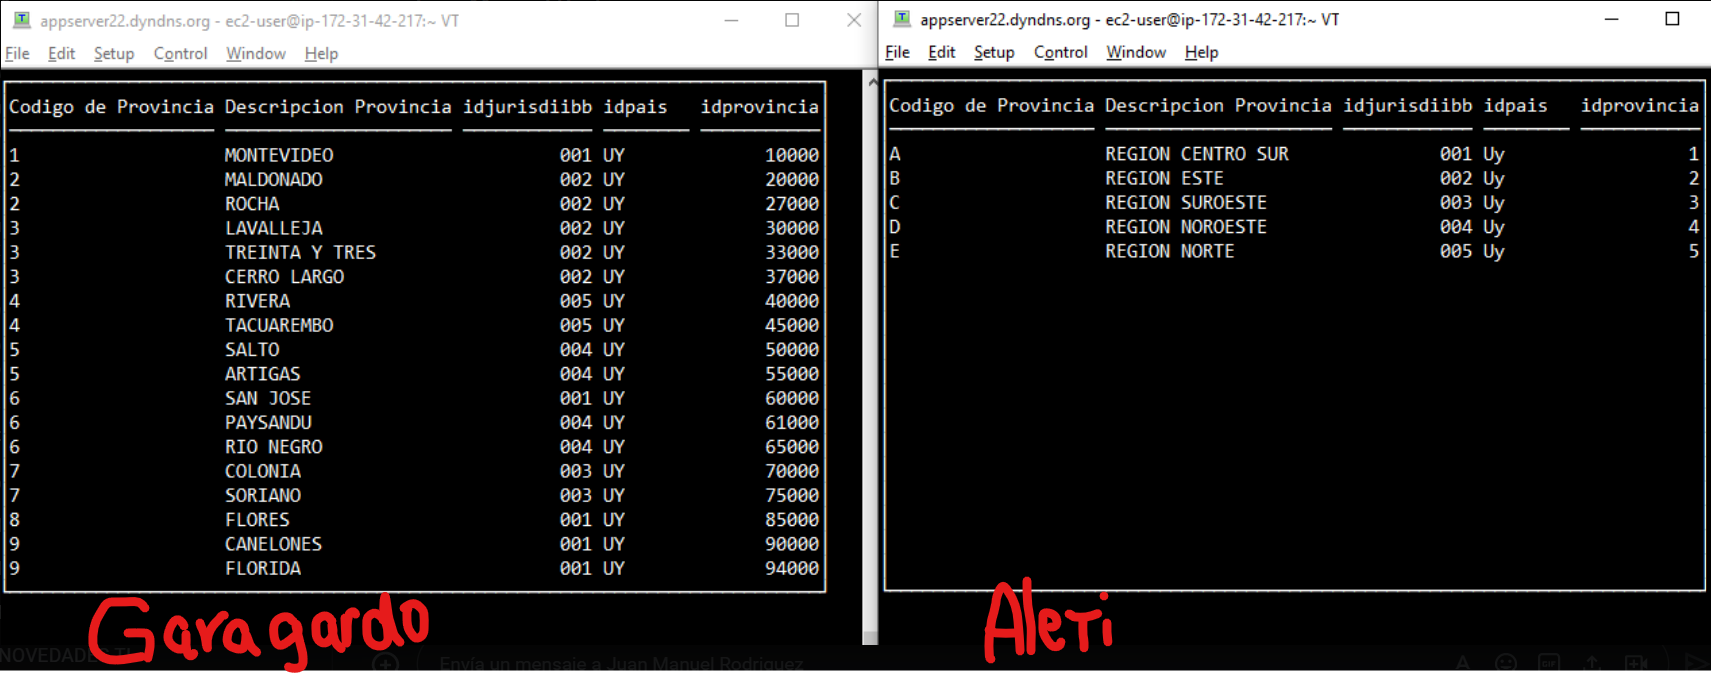 appserver22.dyndns.org - ec2-user@ip-172-31-42-217:~ VT
File Edit Setup Control Window Help
Codigo de Provincia Descripcion Provincia idjurisdiibb idpais idprovincia
1 MONTEVIDEO 001 UY 10000
2 MALDONADO 002 UY 20000
2 ROCHA 002 UY 27000
3 LAVALLEJA 002 UY 30000
3 TREINTA Y TRES 002 UY 33000
3 CERRO LARGO 002 UY 37000
4 RIVERA 005 UY 40000
4 TACUAREMBO 005 UY 45000
5 SALTO 004 UY 50000
5 ARTIGAS 004 UY 55000
6 SAN JOSE 001 UY 60000
6 PAYSANDU 004 UY 61000
6 RIO NEGRO 004 UY 65000
7 COLONIA 003 UY 70000
7 SORIANO 003 UY 75000
8 FLORES 001 UY 85000
9 CANELONES 001 UY 90000
9 FLORIDA 001 UY 94000
Garagardo
NOVEDADES TI
Envía un mensaje a Juan Manuel Rodriguez
appserver22.dyndns.org - ec2-user@ip-172-31-42-217:~ VT
File Edit Setup Control Window Help
Codigo de Provincia Descripcion Provincia idjurisdiibb idpais idprovincia
A REGION CENTRO SUR 001 Uy 1
B REGION ESTE 002 Uy 2
C REGION SUROESTE 003 Uy 3
D REGION NOROESTE 004 Uy 4
E REGION NORTE 005 Uy 5
Aleti